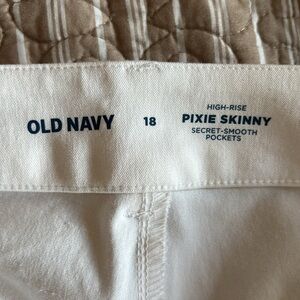 OLD NAVY
18
HIGH-RISE
PIXIE SKINNY
SECRET-SMOOTH
POCKETS